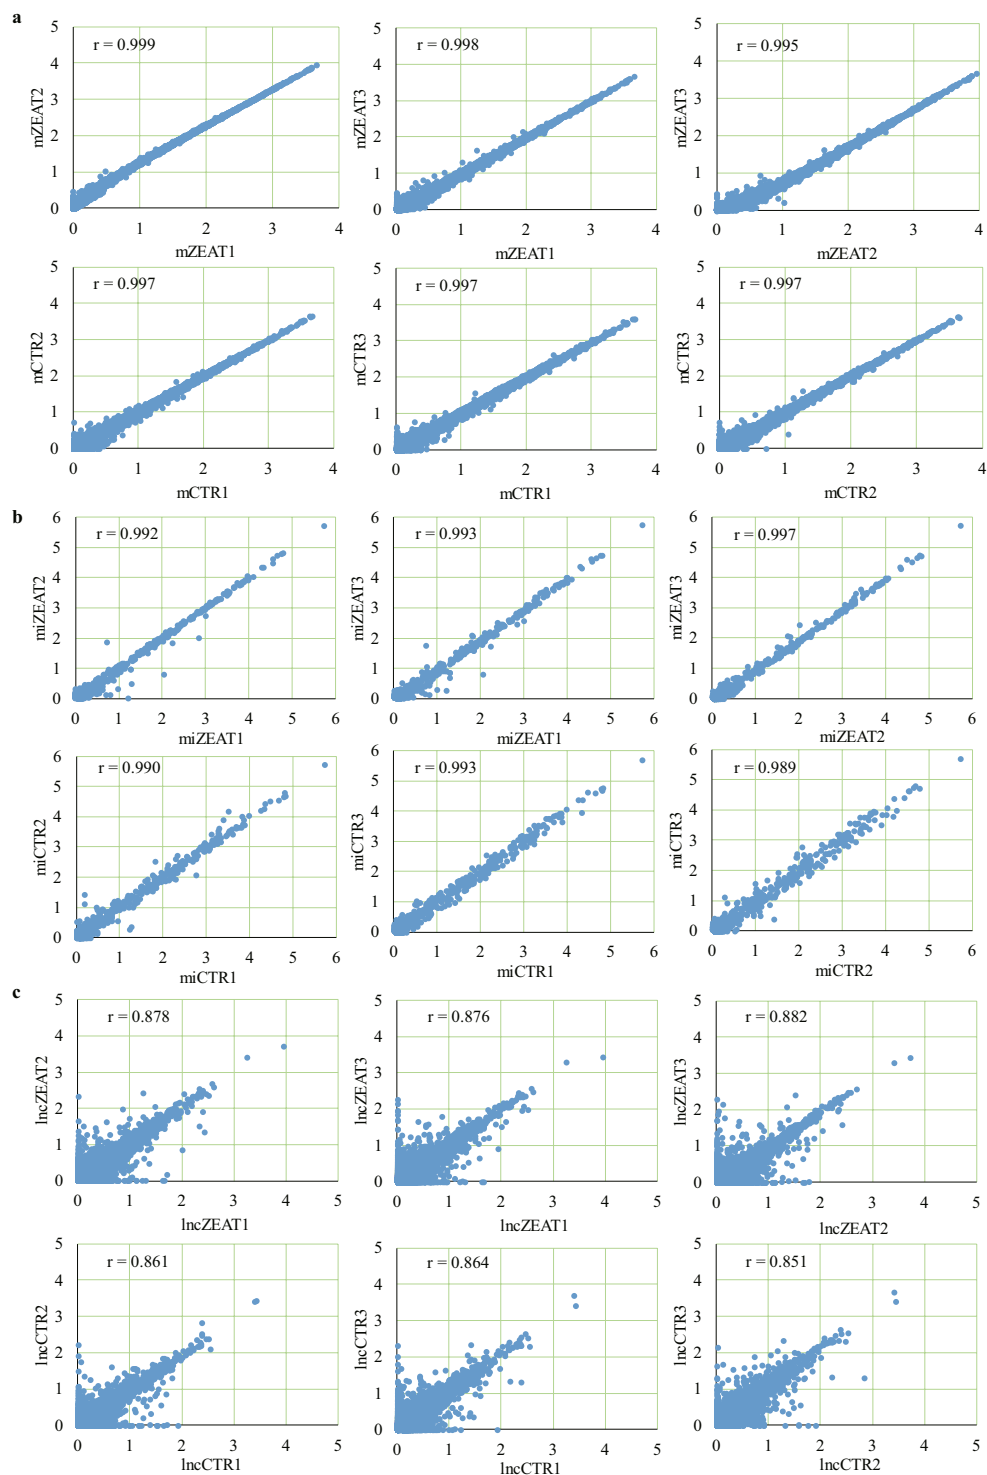 a
r = 0.999
r = 0.998
r = 0.995
5
4
3
2
1
0
mZEAT2
0 1 2 3 4
mZEAT1
5
4
3
2
1
0
mZEAT3
0 1 2 3 4
mZEAT1
5
4
3
2
1
0
mZEAT3
0 1 2 3 4
mZEAT2
r = 0.997
r = 0.997
r = 0.997
5
4
3
2
1
0
mCTR2
0 1 2 3 4
mCTR1
5
4
3
2
1
0
mCTR3
0 1 2 3 4
mCTR1
5
4
3
2
1
0
mCTR3
0 1 2 3 4
mCTR2
b
r = 0.992
r = 0.993
r = 0.997
6
5
4
3
2
1
0
miZEAT2
0 1 2 3 4 5 6
miZEAT1
6
5
4
3
2
1
0
miZEAT3
0 1 2 3 4 5 6
miZEAT1
6
5
4
3
2
1
0
miZEAT3
0 1 2 3 4 5 6
miZEAT2
r = 0.990
r = 0.993
r = 0.989
6
5
4
3
2
1
0
miCTR2
0 1 2 3 4 5 6
miCTR1
6
5
4
3
2
1
0
miCTR3
0 1 2 3 4 5 6
miCTR1
6
5
4
3
2
1
0
miCTR3
0 1 2 3 4 5 6
miCTR2
c
r = 0.878
r = 0.876
r = 0.882
5
4
3
2
1
0
lncZEAT2
0 1 2 3 4 5
lncZEAT1
5
4
3
2
1
0
lncZEAT3
0 1 2 3 4 5
lncZEAT1
5
4
3
2
1
0
lncZEAT3
0 1 2 3 4 5
lncZEAT2
r = 0.861
r = 0.864
r = 0.851
5
4
3
2
1
0
lncCTR2
0 1 2 3 4 5
lncCTR1
5
4
3
2
1
0
lncCTR3
0 1 2 3 4 5
lncCTR1
5
4
3
2
1
0
lncCTR3
0 1 2 3 4 5
lncCTR2